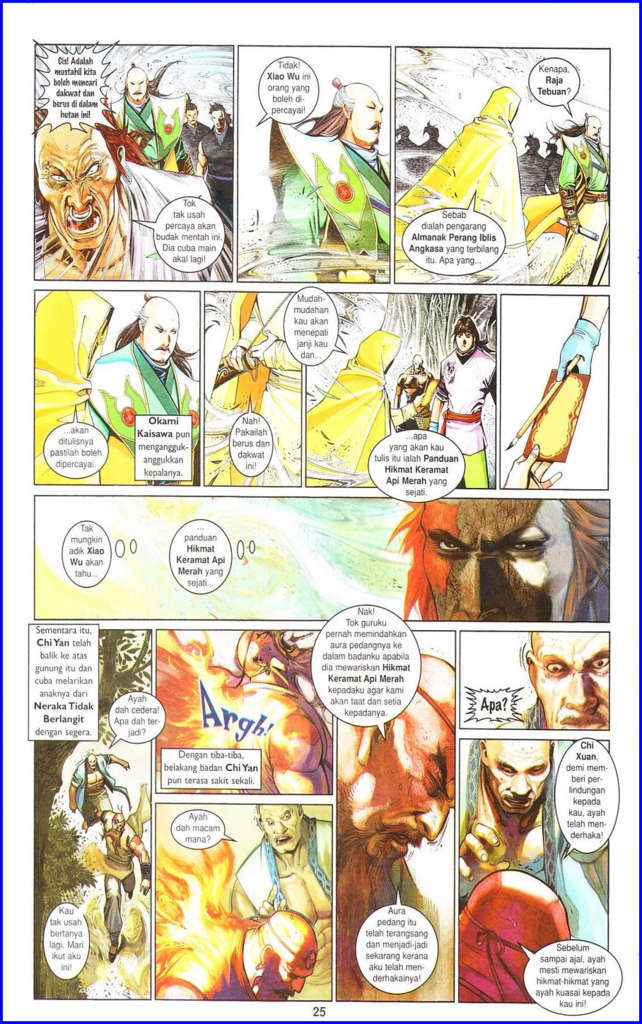 Cis! Adalah
mustahil kita
boleh mencari
dakwat dan
berus di dalam
hutan ini!
Tok
tak usah
percaya akan
budak mentah ini.
Dia cuba main
akal lagi!
Tidak!
Xiao Wu ini
orang yang
boleh di-
percayai!
Kenapa,
Raja
Tebuan?
Sebab
dialah pengarang
Almanak Perang Iblis
Angkasa yang terbilang
itu. Apa yang...
...akan
ditulisnya
pastilah boleh
dipercayai.
Okami
Kaisawa pun
mengangguk-
anggukkan
kepalanya.
Nah!
Pakailah
berus dan
dakwat
ini!
Mudah-
mudahan
kau akan
menepati
janji kau
dan...
...apa
yang akan kau
tulis itu ialah Panduan
Hikmat Keramat
Api Merah yang
sejati.
Tak
mungkin
adik Xiao
Wu akan
tahu...
...
panduan
Hikmat
Keramat Api
Merah yang
sejati...
Sementara itu,
Chi Yan telah
balik ke atas
gunung itu dan
cuba melarikan
anaknya dari
Neraka Tidak
Berlangit
dengan segera.
Ayah
dah cedera!
Apa dah ter-
jadi?
Kau
tak usah
bertanya
lagi. Mari
ikut aku
ini!
Argh!
Dengan tiba-tiba,
belakang badan Chi Yan
pun terasa sakit sekali.
Ayah
dah macam
mana?
Nak!
Tok guruku
pernah memindahkan
aura pedangnya ke
dalam badanku apabila
dia mewariskan Hikmat
Keramat Api Merah
kepadaku agar kami
akan taat dan setia
kepadanya.
Aura
pedang itu
telah terangsang
dan menjadi-jadi
sekarang kerana
aku telah men-
derhakainya!
Apa?
Chi
Xuan,
demi mem-
beri per-
lindungan
kepada
kau, ayah
telah men-
derhaka!
Sebelum
sampai ajal, ayah
mesti mewariskan
hikmat-hikmat yang
ayah kuasai kepada
kau ini!
25